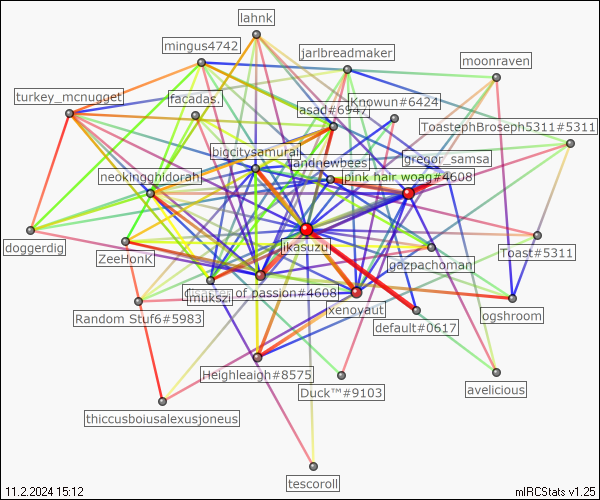 lahnk
mingus4742
jarlbreadmaker
moonraven
turkey_mcnugget
facadas.
asad#6947
Knowun#6424
ToastephBroseph5311#5311
bigcitysamurai
landnewbees
gregor_samsa
neokingghidorah
pink hair woag#4608
doggerdig
ZeeHonK
ikasuzu
gazpachoman
Toast#5311
imukszi
of passion#4608
Random Stuf6#5983
xenoyaut
default#0617
ogshroom
Heighleaigh#8575
Duck™#9103
avelicious
thiccusboiusalexusjoneus
tescoroll
11.2.2024 15:12
mIRCStats v1.25